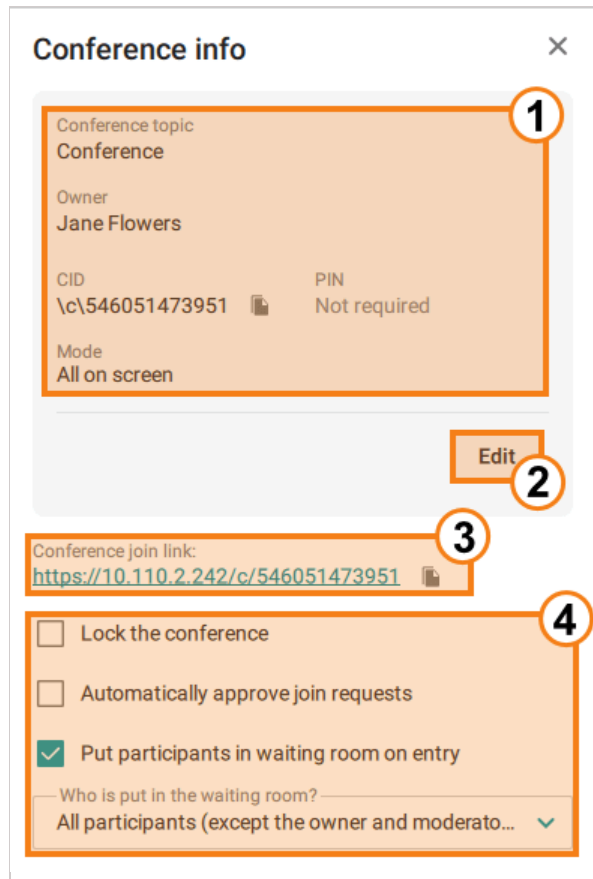 Conference info
1
Conference topic
Conference
Owner
Jane Flowers
CID PIN
\c\546051473951 Not required
Mode
All on screen
Edit
2
3
Conference join link:
https://10.110.2.242/c/546051473951
4
Lock the conference
Automatically approve join requests
Put participants in waiting room on entry
Who is put in the waiting room?
All participants (except the owner and moderato...